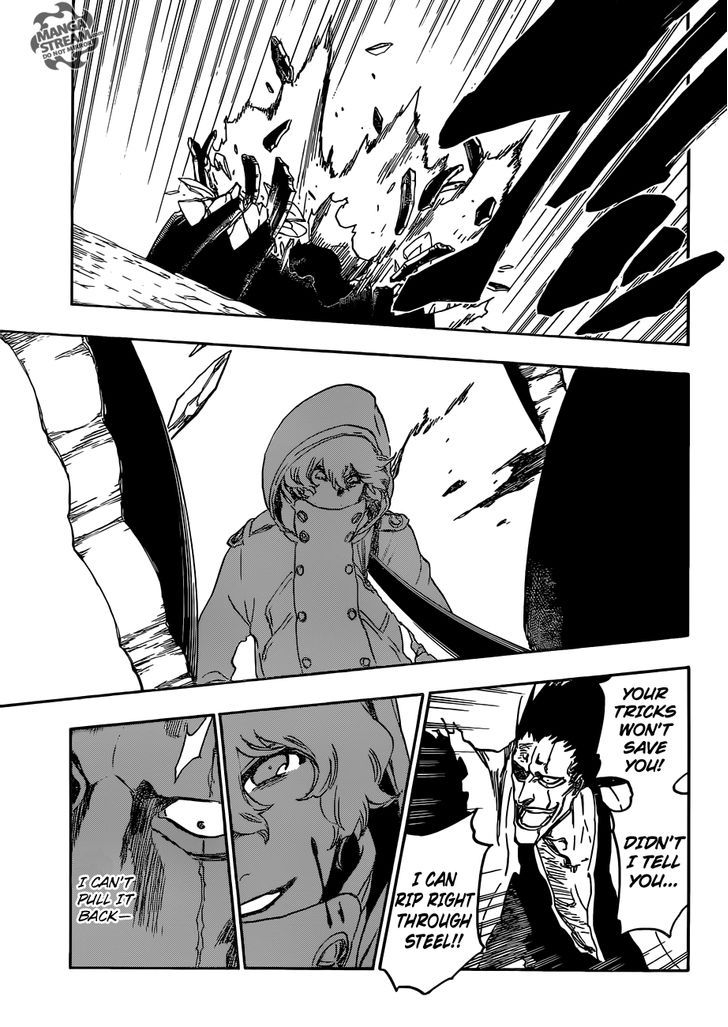 MANGA
STREAM
DO NOT MIRROR
YOUR
TRICKS
WON'T
SAVE
YOU!
DIDN'T
I TELL
YOU...
I CAN
RIP RIGHT
THROUGH
STEEL!!
I CAN'T
PULL IT
BACK—